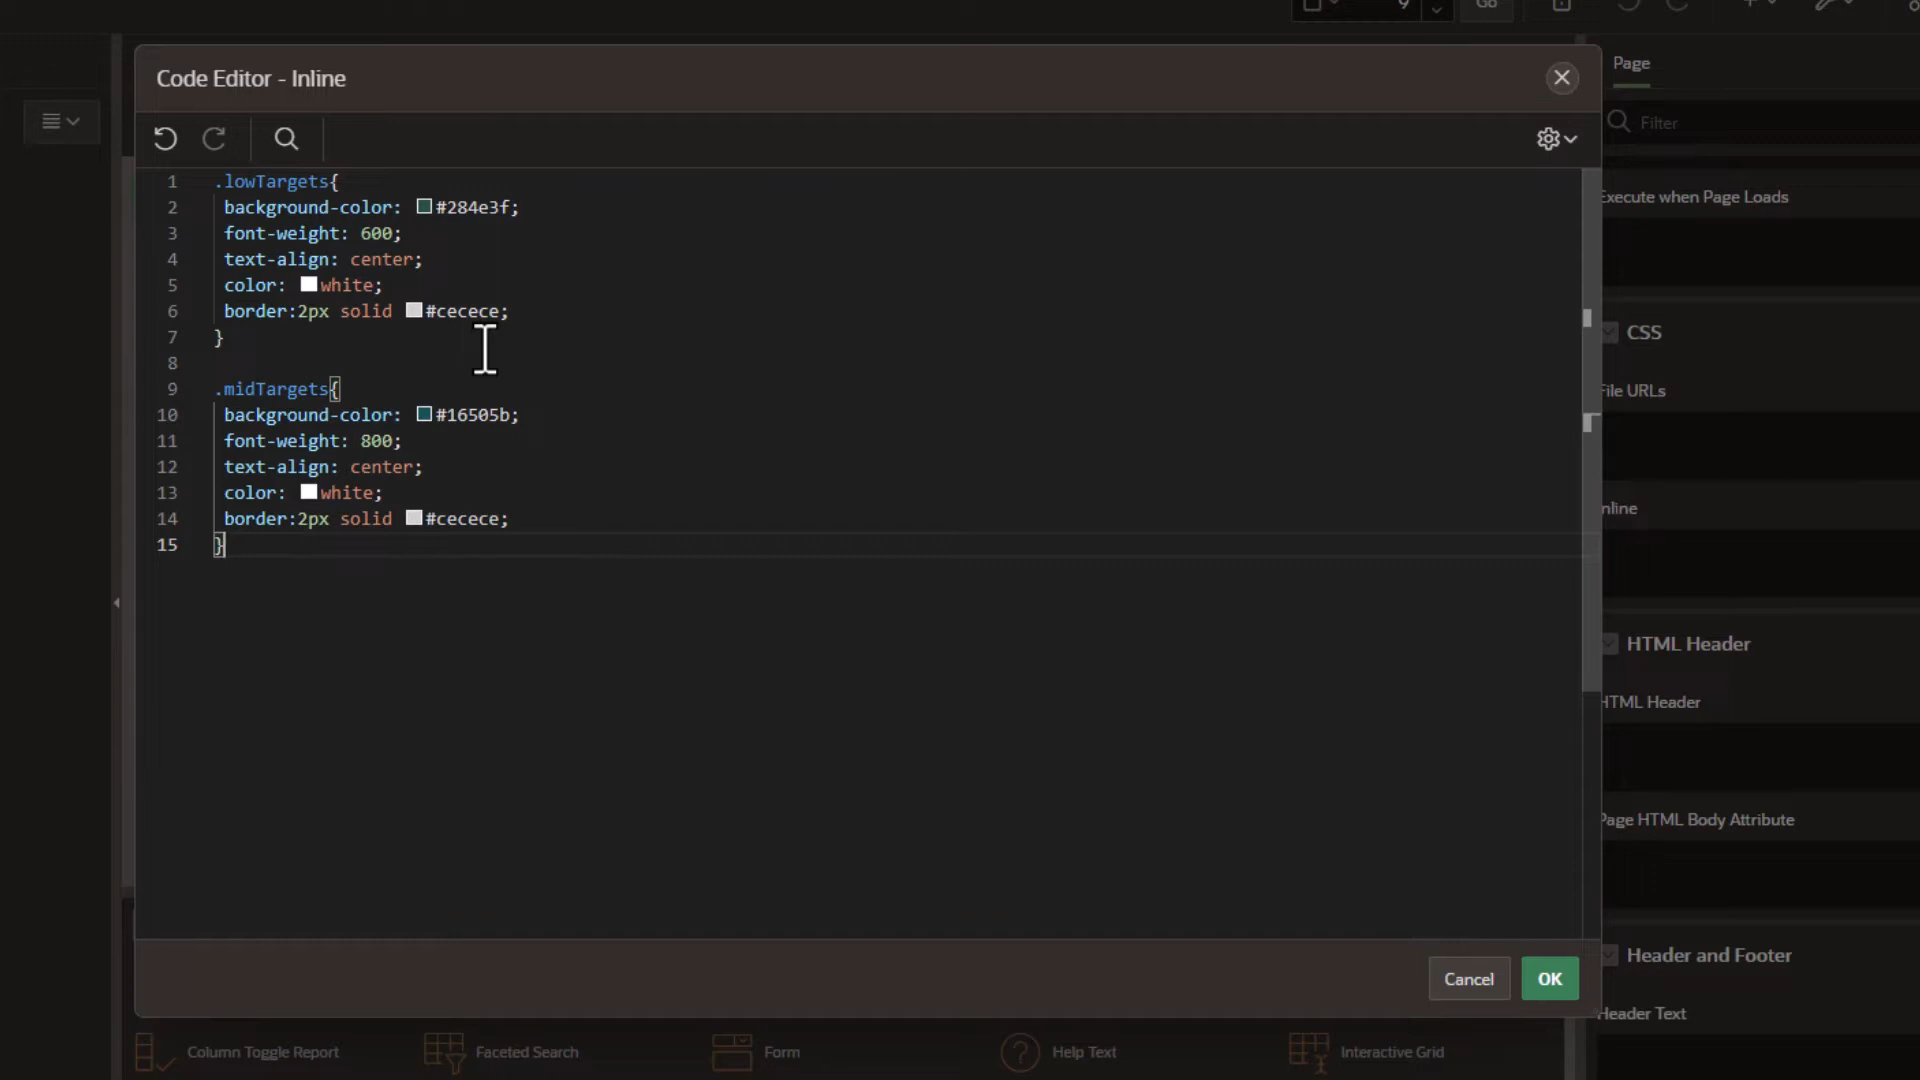 9
Go
Code Editor - Inline
Page
Filter
1 .lowTargets{
2 background-color: #284e3f;
3 font-weight: 600;
4 text-align: center;
5 color: white;
6 border:2px solid #cecece;
7 }
8
9 .midTargets{
10 background-color: #16505b;
11 font-weight: 800;
12 text-align: center;
13 color: white;
14 border:2px solid #cecece;
15 }
Execute when Page Loads
CSS
File URLs
Inline
HTML Header
HTML Header
Page HTML Body Attribute
Header and Footer
Header Text
Cancel
OK
Column Toggle Report
Faceted Search
Form
Help Text
Interactive Grid